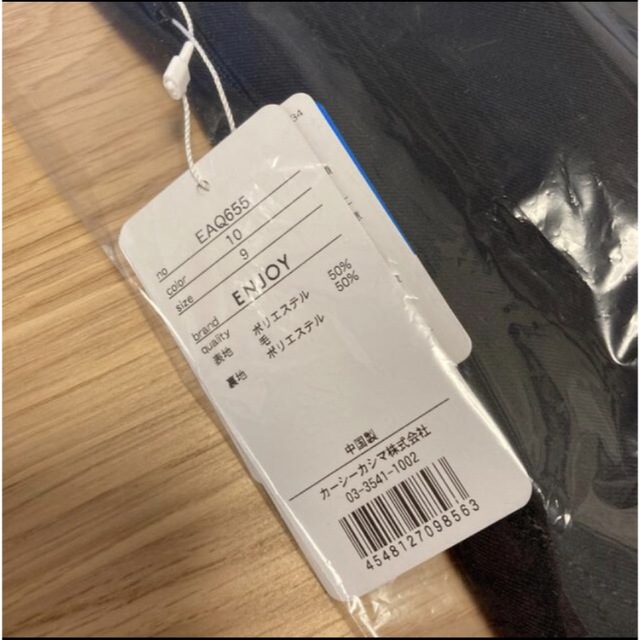 no EAQ655
color 10
size 9
brand ENJOY
quality
表地 ポリエステル 50%
毛 50%
裏地 ポリエステル
中国製
カーシーカシマ株式会社
03-3541-1002
4548127098563
34